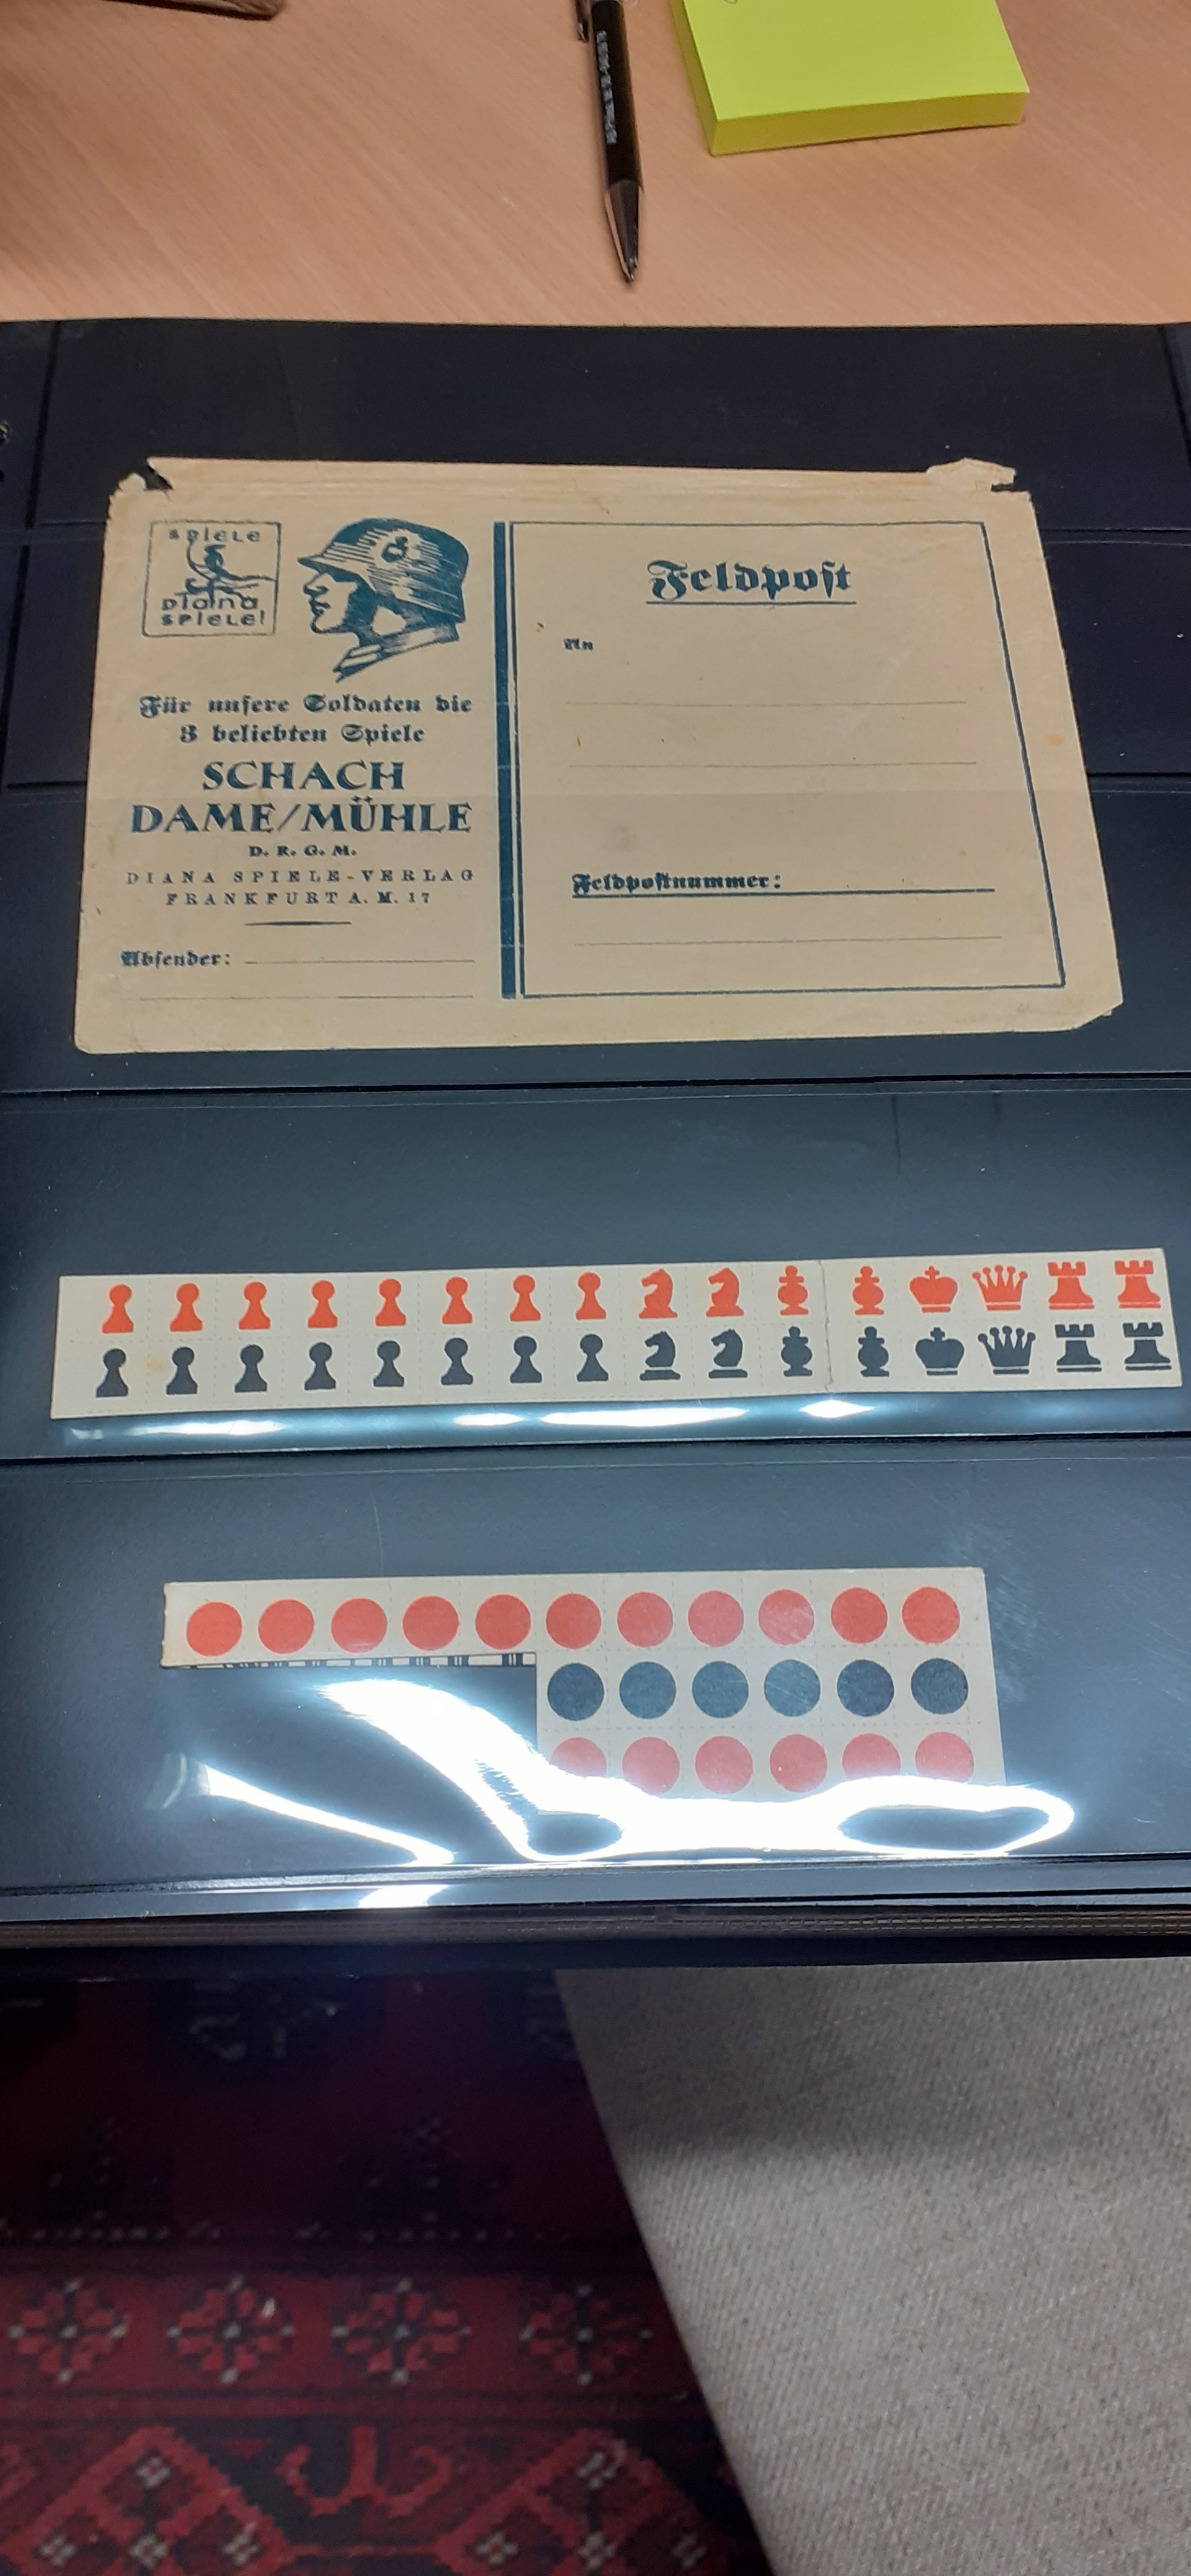 SPIELE
Diana
SPIELE!
Für unsere Soldaten die
3 beliebten Spiele
SCHACH
DAME/MÜHLE
D. R. G. M.
DIANA SPIELE-VERLAG
FRANKFURT A. M. 17
Absender:
Feldpost
An
Feldpostnummer: